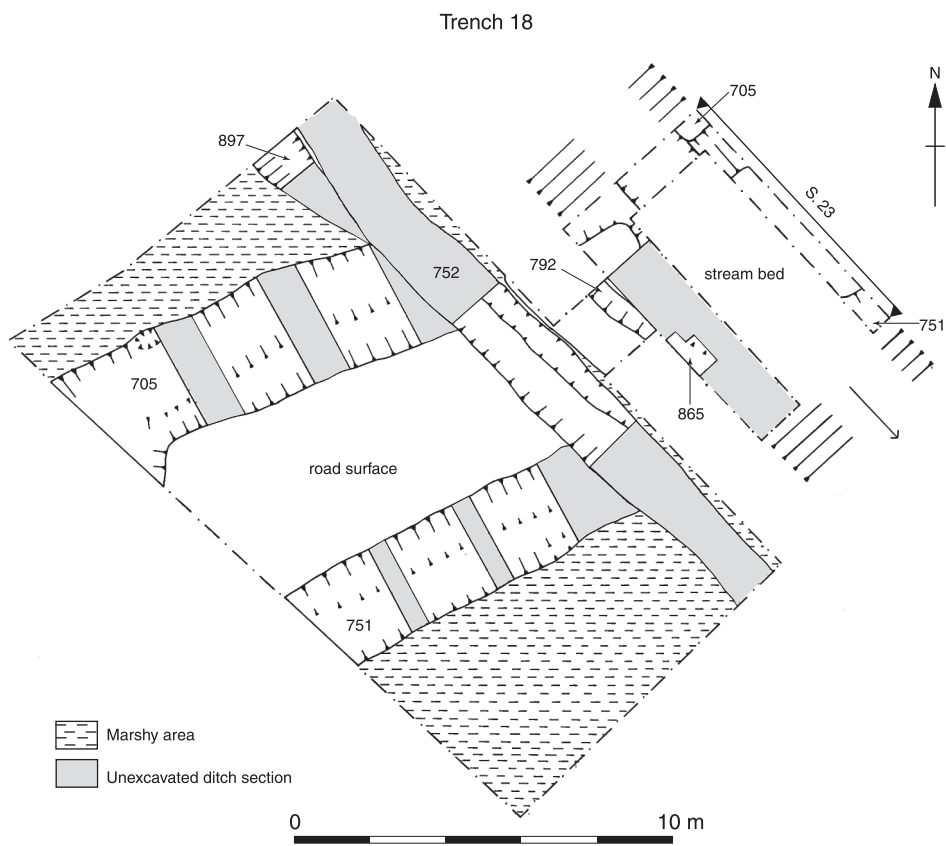 Trench 18
N
705
897
S. 23
792
752
stream bed
751
705
865
road surface
751
Marshy area
Unexcavated ditch section
0
10 m